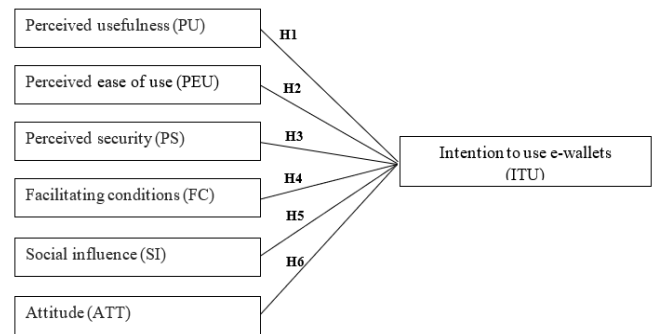 Perceived usefulness (PU)
H1
Perceived ease of use (PEU)
H2
Perceived security (PS)
H3
Intention to use e-wallets
(ITU)
Facilitating conditions (FC)
H4
Social influence (SI)
H5
H6
Attitude (ATT)